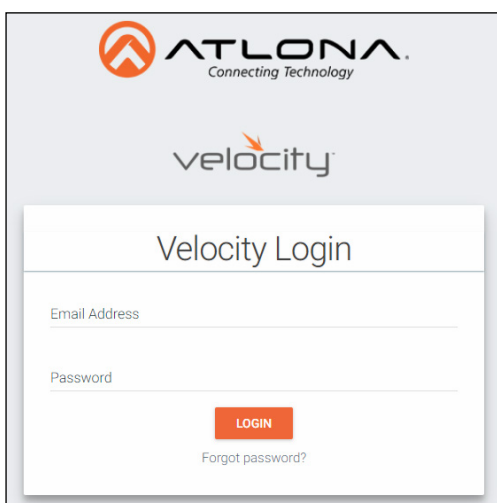 ATLONA.
Connecting Technology
velocity
Velocity Login
Email Address
Password
LOGIN
Forgot password?